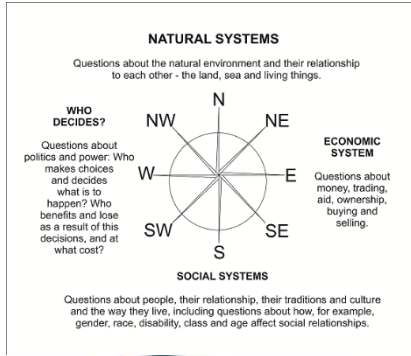 NATURAL SYSTEMS
Questions about the natural environment and their relationship
to each other - the land, sea and living things.
WHO
DECIDES?
Questions about
politics and power: Who
makes choices and
decides
what is to
happen? Who
benefits and lose
as a result of this
decisions, and at
what cost?
N
NW
NE
W
E
SW
SE
S
ECONOMIC
SYSTEM
Questions about
money, trading,
aid, ownership,
buying and
selling.
SOCIAL SYSTEMS
Questions about people, their relationship, their traditions and culture
and the way they live, including questions about how, for example,
gender, race, disability, class and age affect social relationships.